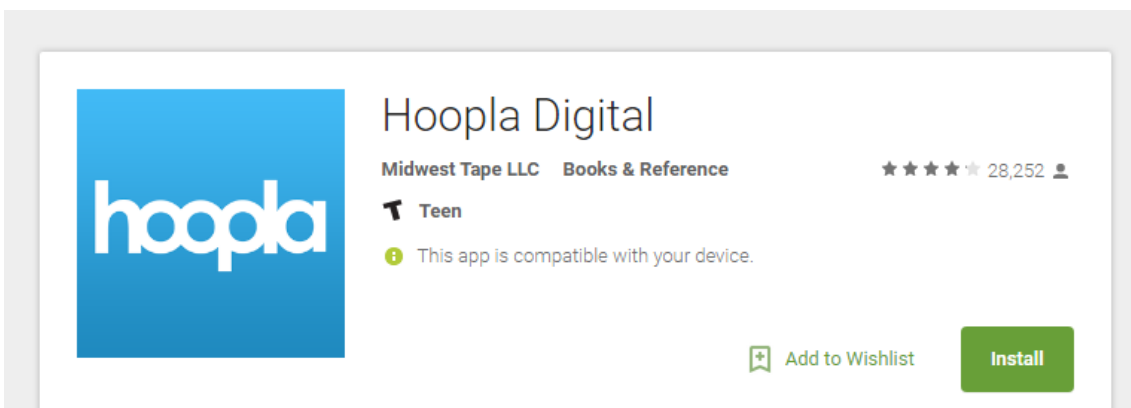 hoopla
Hoopla Digital
Midwest Tape LLC Books & Reference 28,252
T Teen
This app is compatible with your device.
Add to Wishlist Install